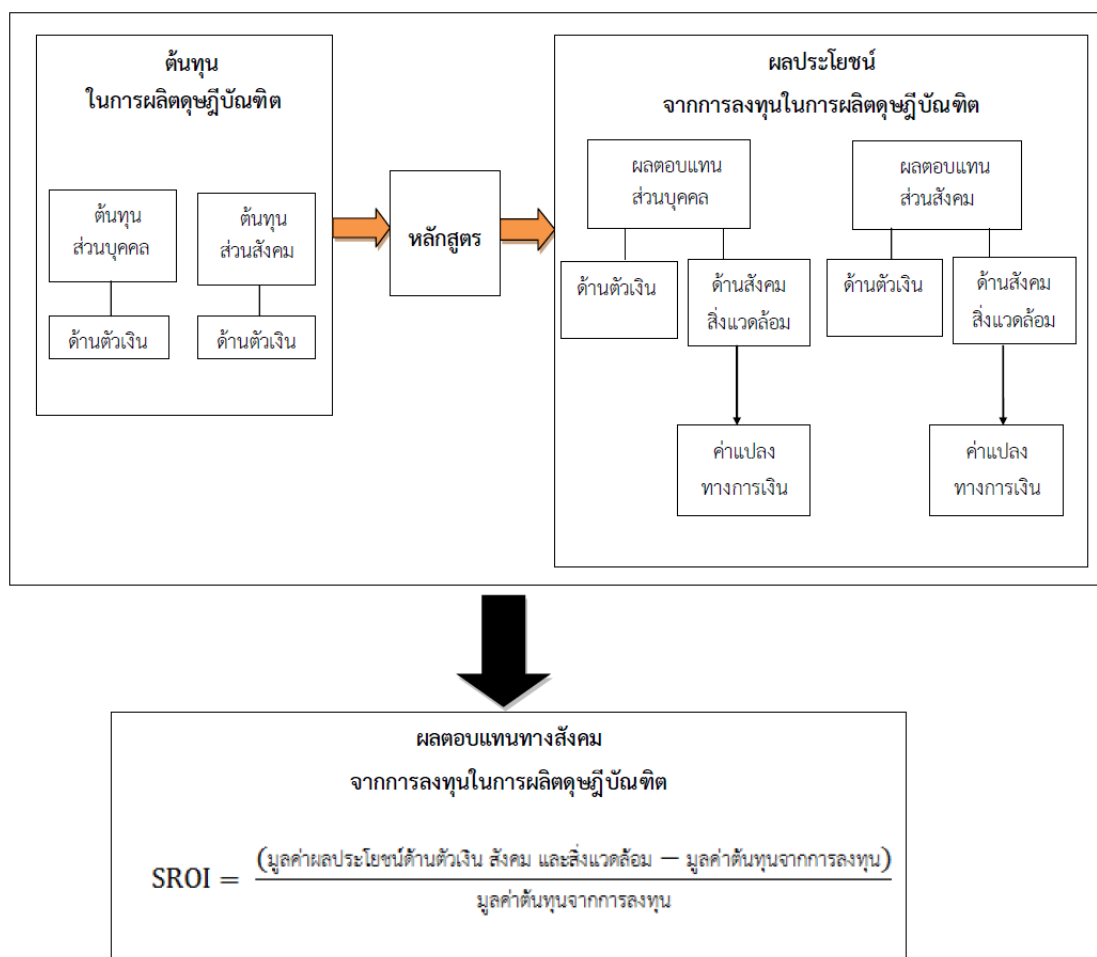 ต้นทุน
ในการผลิตดุษฎีบัณฑิต
ต้นทุน
ส่วนบุคคล
ต้นทุน
ส่วนสังคม
ด้านตัวเงิน
ด้านตัวเงิน
หลักสูตร
ผลประโยชน์
จากการลงทุนในการผลิตดุษฎีบัณฑิต
ผลตอบแทน
ส่วนบุคคล
ผลตอบแทน
ส่วนสังคม
ด้านตัวเงิน
ด้านสังคม
สิ่งแวดล้อม
ด้านตัวเงิน
ด้านสังคม
สิ่งแวดล้อม
ค่าแปลง
ทางการเงิน
ค่าแปลง
ทางการเงิน
ผลตอบแทนทางสังคม
จากการลงทุนในการผลิตดุษฎีบัณฑิต
(มูลค่าผลประโยชน์ด้านตัวเงิน สังคม และสิ่งแวดล้อม − มูลค่าต้นทุนจากการลงทุน)
SROI =
มูลค่าต้นทุนจากการลงทุน